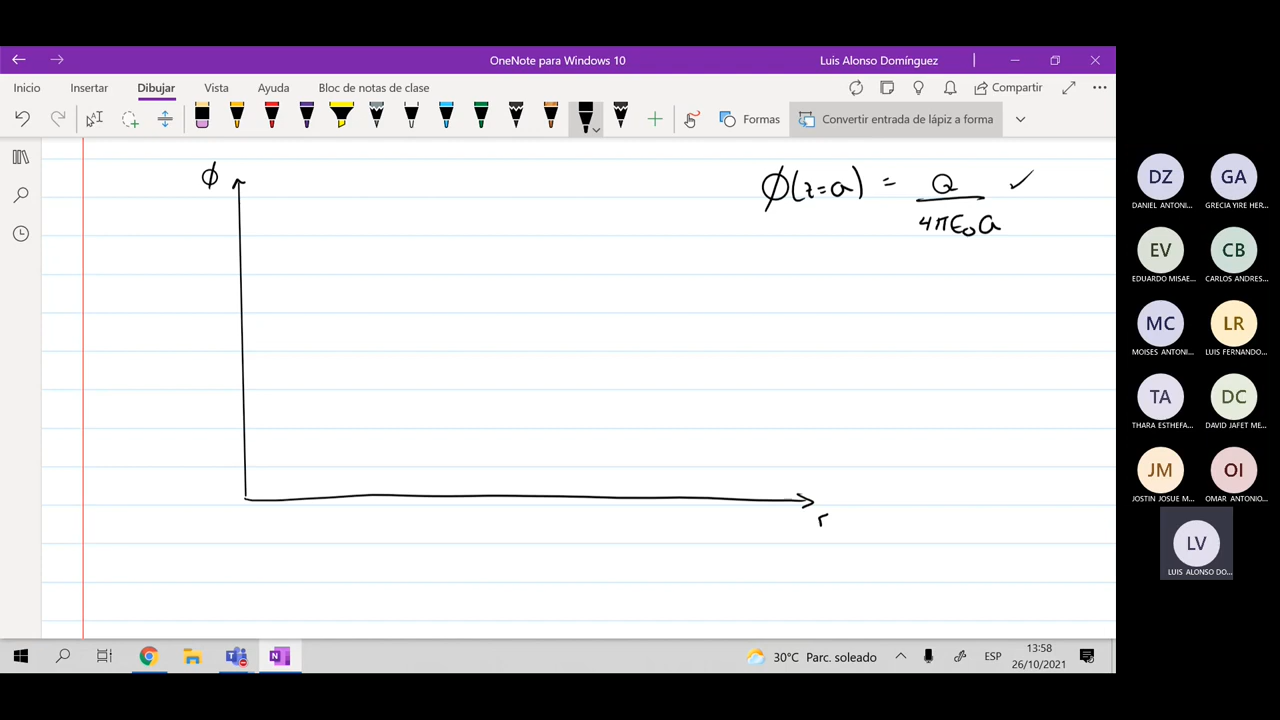 OneNote para Windows 10
Luis Alonso Domínguez
Inicio
Insertar
Dibujar
Vista
Ayuda
Bloc de notas de clase
Compartir
Formas
Convertir entrada de lápiz a forma
ϕ
ϕ(r=a) = Q ✓
4πε₀a
r
DZ
GA
DANIEL ANTONI...
GRECIA YIRE HER...
EV
CB
EDUARDO MISAE...
CARLOS ANDRES...
MC
LR
MOISES ANTONI...
LUIS FERNANDO...
TA
DC
THARA ESTHEFA...
DAVID JAFET ME...
JM
OI
JOSTIN JOSUE M...
OMAR ANTONIO...
LV
LUIS ALONSO DO...
30°C Parc. soleado
ESP
13:58
26/10/2021